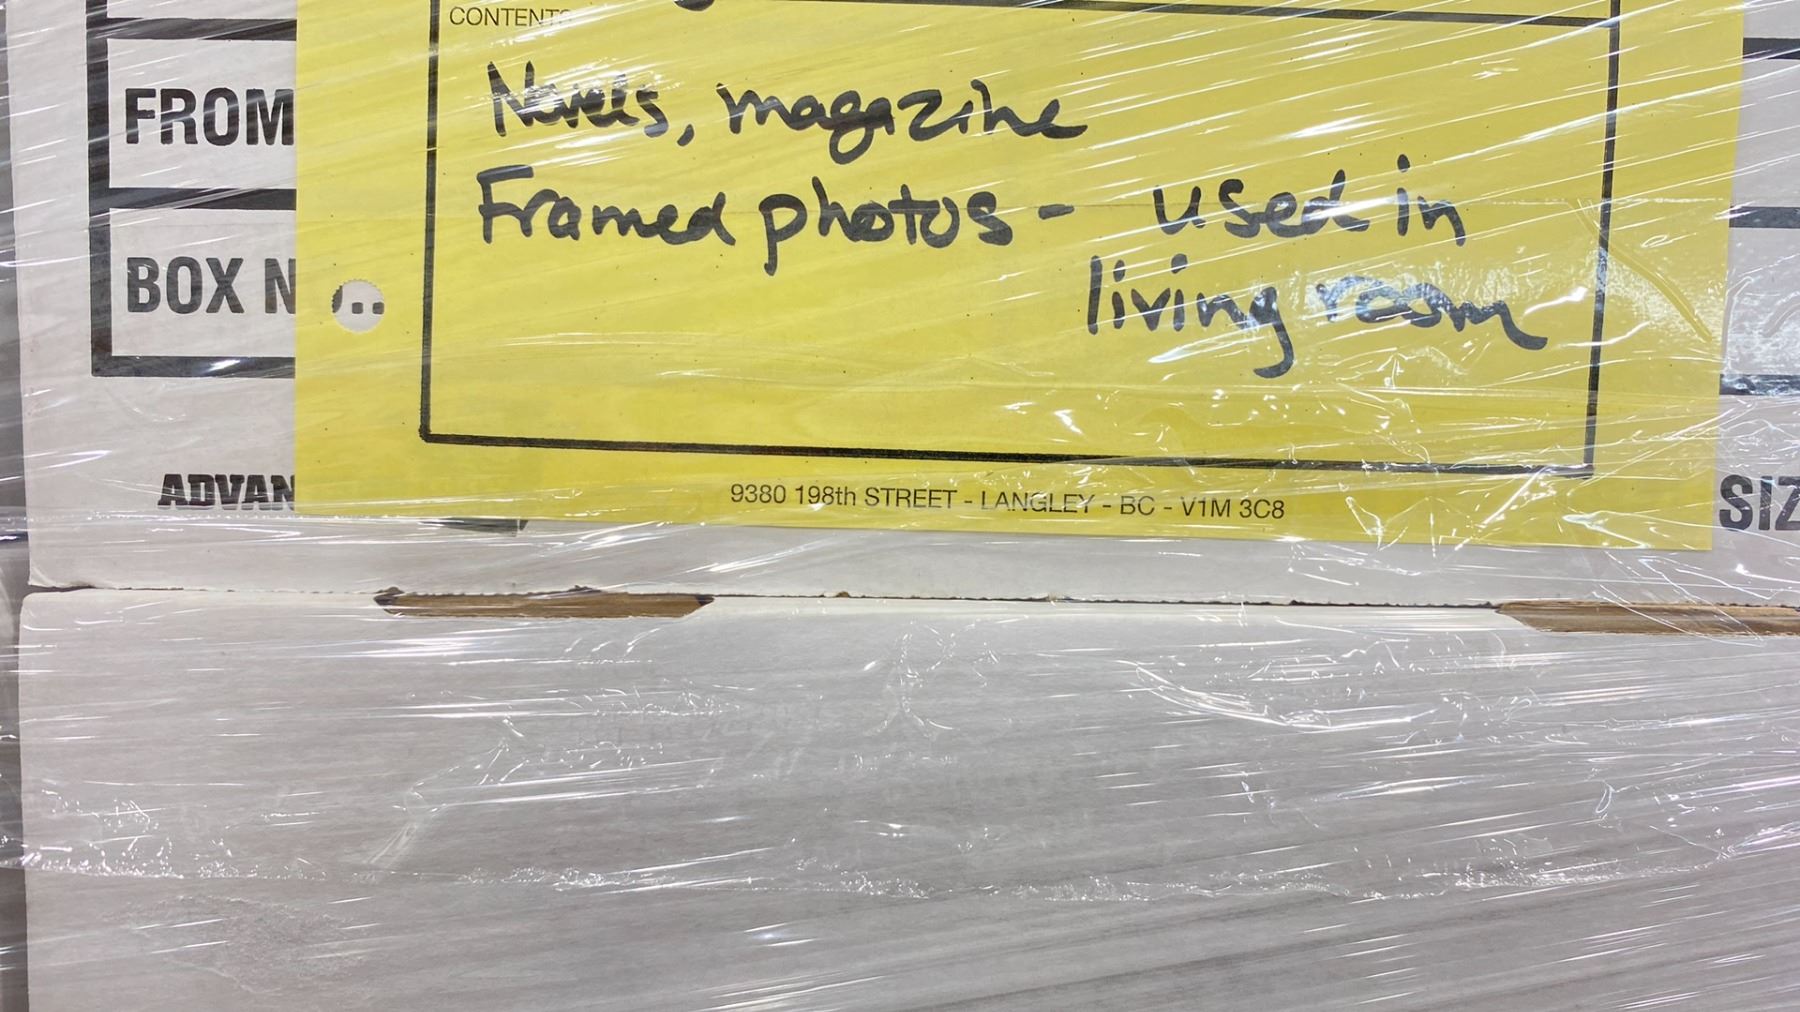 CONTENTS
Novels, magazine
Framed photos - used in
living room
9380 198th STREET - LANGLEY - BC - V1M 3C8
FROM
BOX N
ADVAN
SIZ